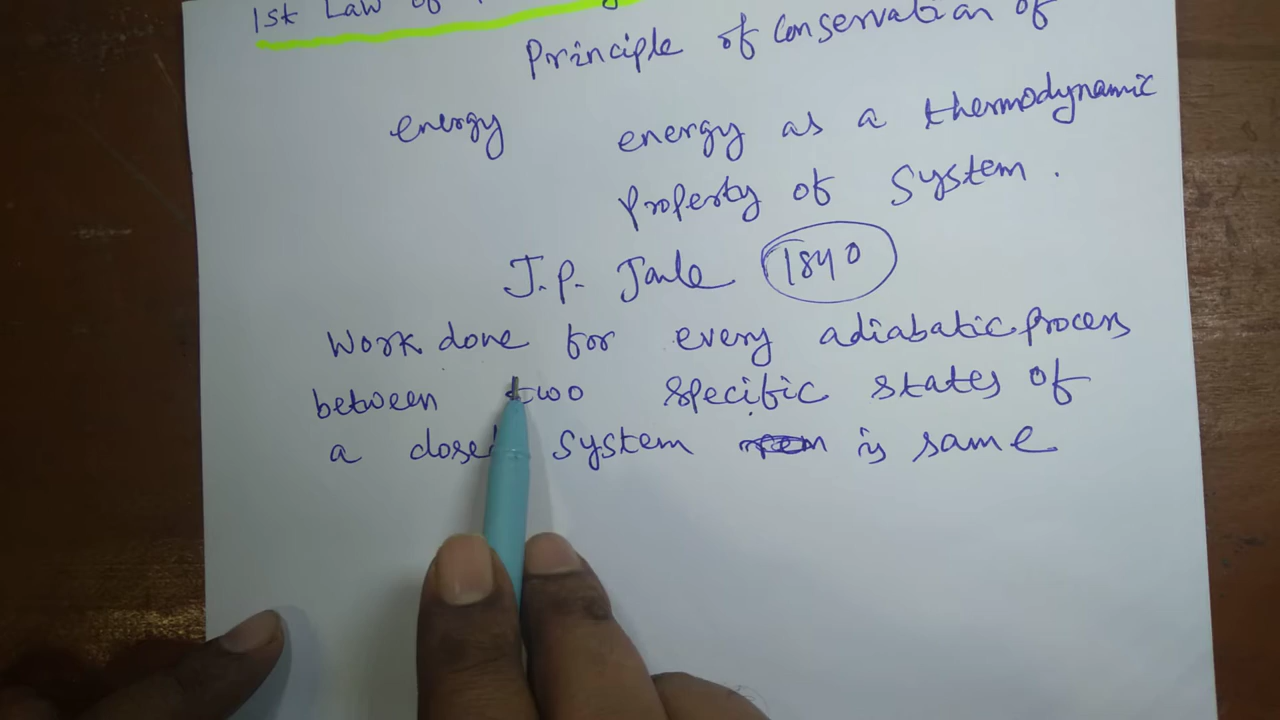 1st Law of
Principle of Conservation of
energy energy as a thermodynamic
property of System.
J.P. Joule 1840
Work done for every adiabatic process
between two specific states of
a closed system is same